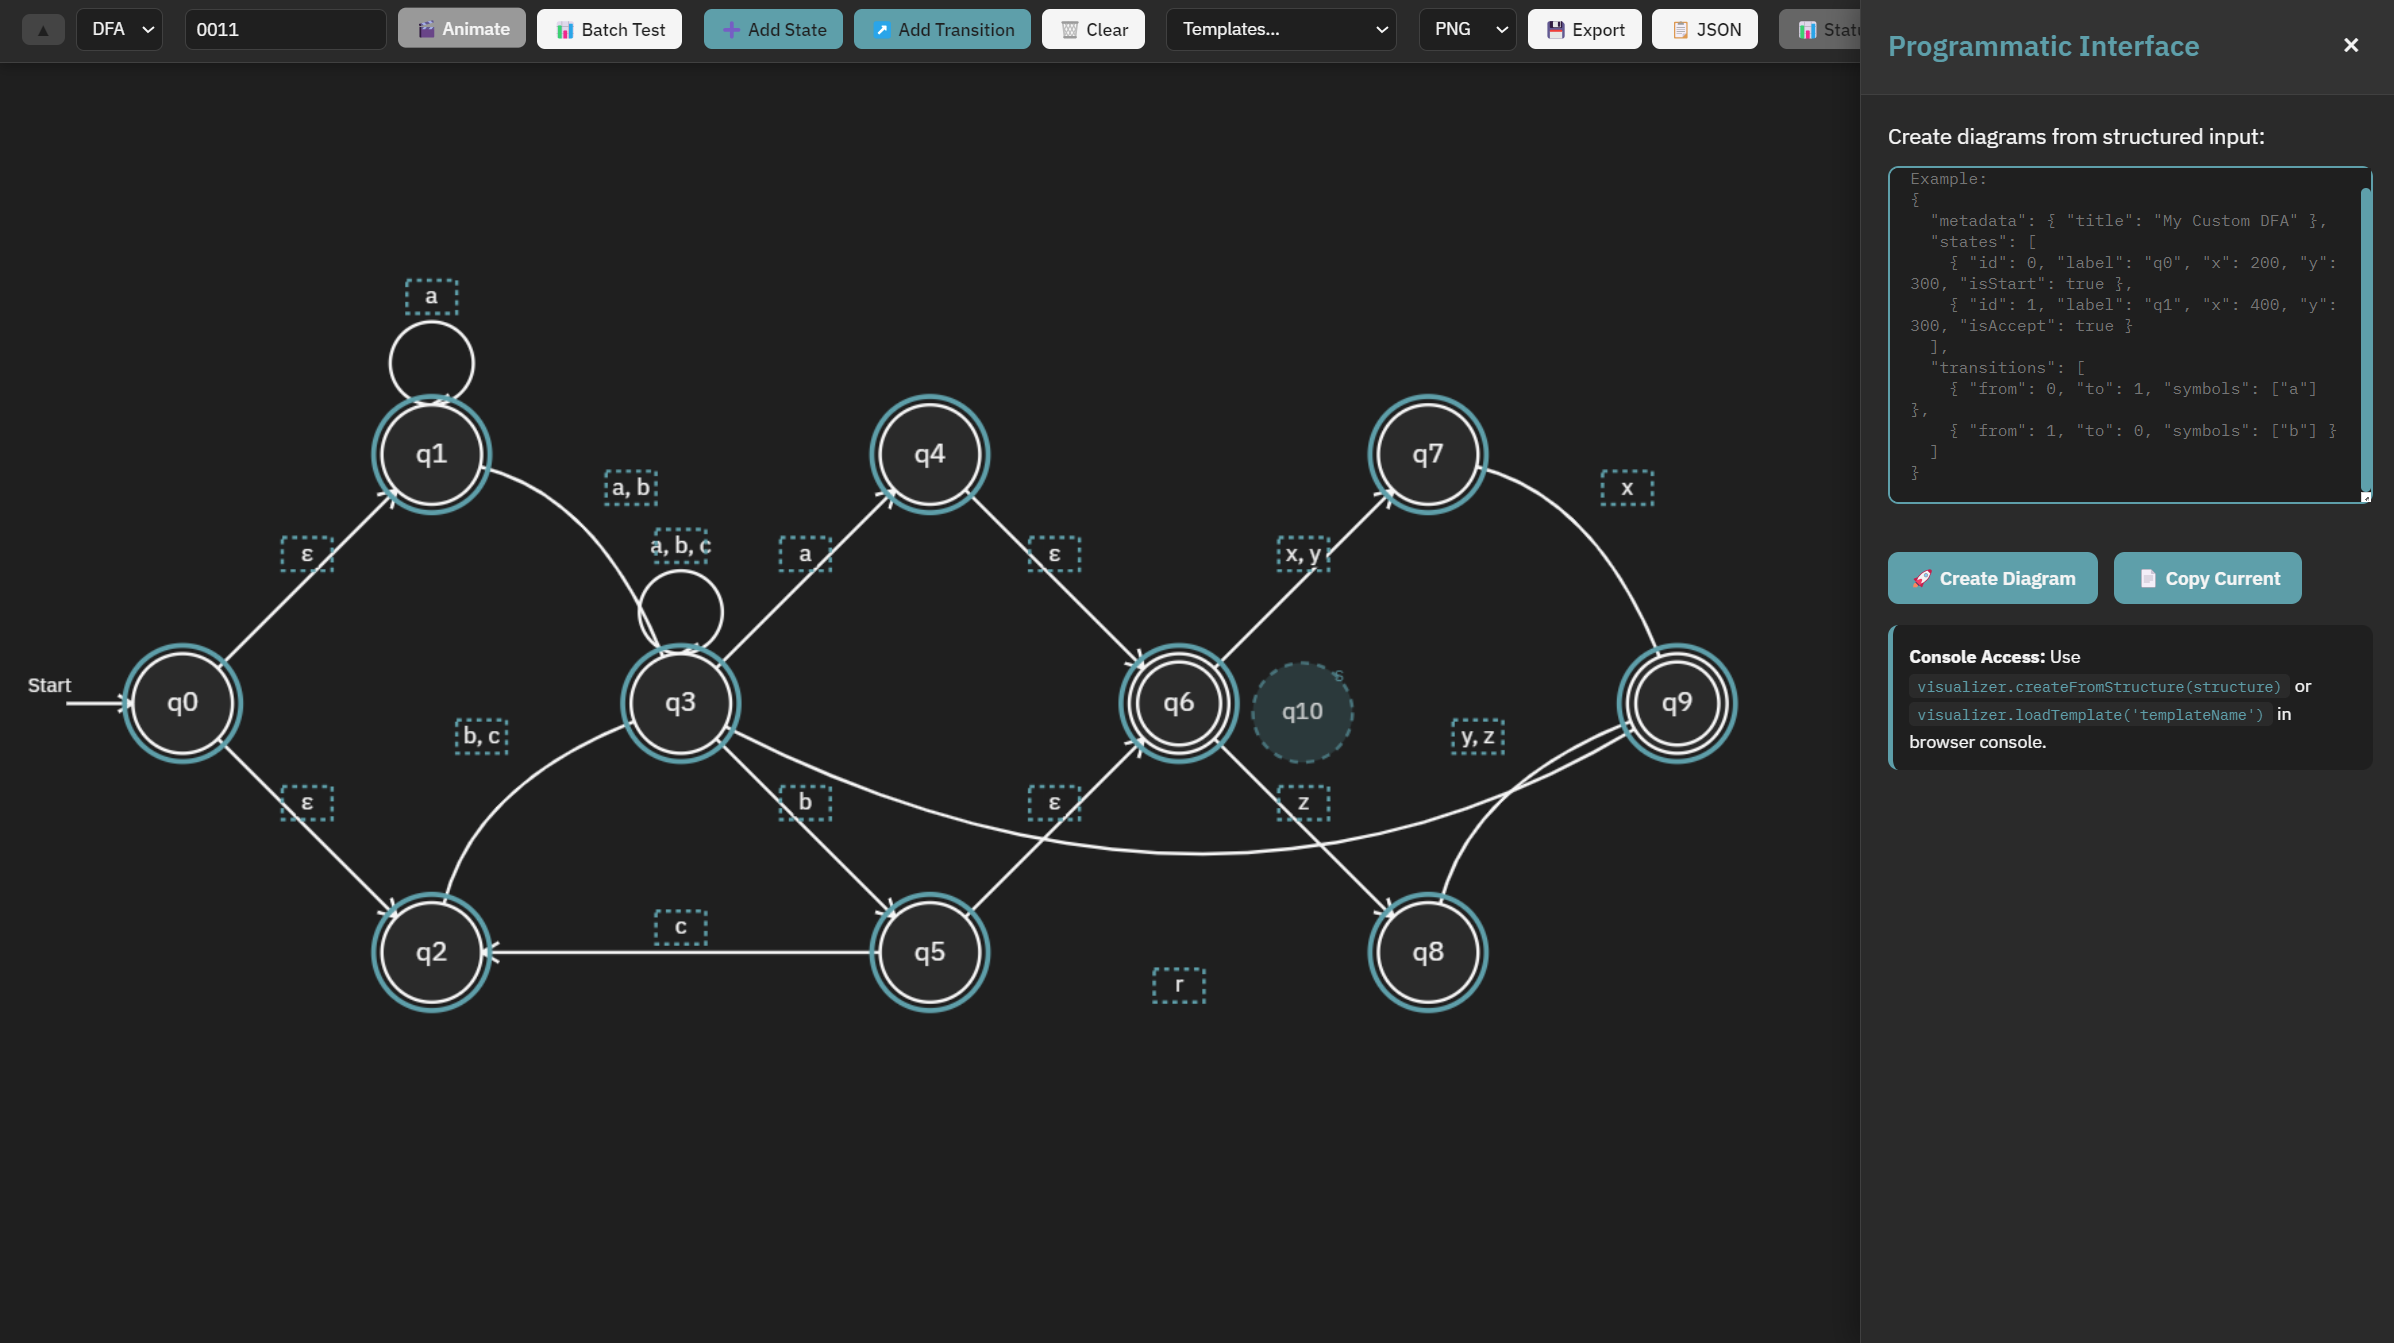 ▲ DFA 0011 Animate Batch Test Add State Add Transition Clear Templates... PNG Export JSON
Programmatic Interface ×
Create diagrams from structured input:
Example:
{
"metadata": { "title": "My Custom DFA" },
"states": [
{ "id": 0, "label": "q0", "x": 200, "y":
300, "isStart": true },
{ "id": 1, "label": "q1", "x": 400, "y":
300, "isAccept": true }
],
"transitions": [
{ "from": 0, "to": 1, "symbols": ["a"]
},
{ "from": 1, "to": 0, "symbols": ["b"] }
]
}
Create Diagram Copy Current
Console Access: Use
visualizer.createFromStructure(structure) or
visualizer.loadTemplate('templateName') in
browser console.
a
q1 q4 q7
a, b x
a, b, c
ε a ε x, y
Start
q0 q3 q6 q10 q9
S
b, c y, z
ε b ε z
c
q2 q5 q8
r